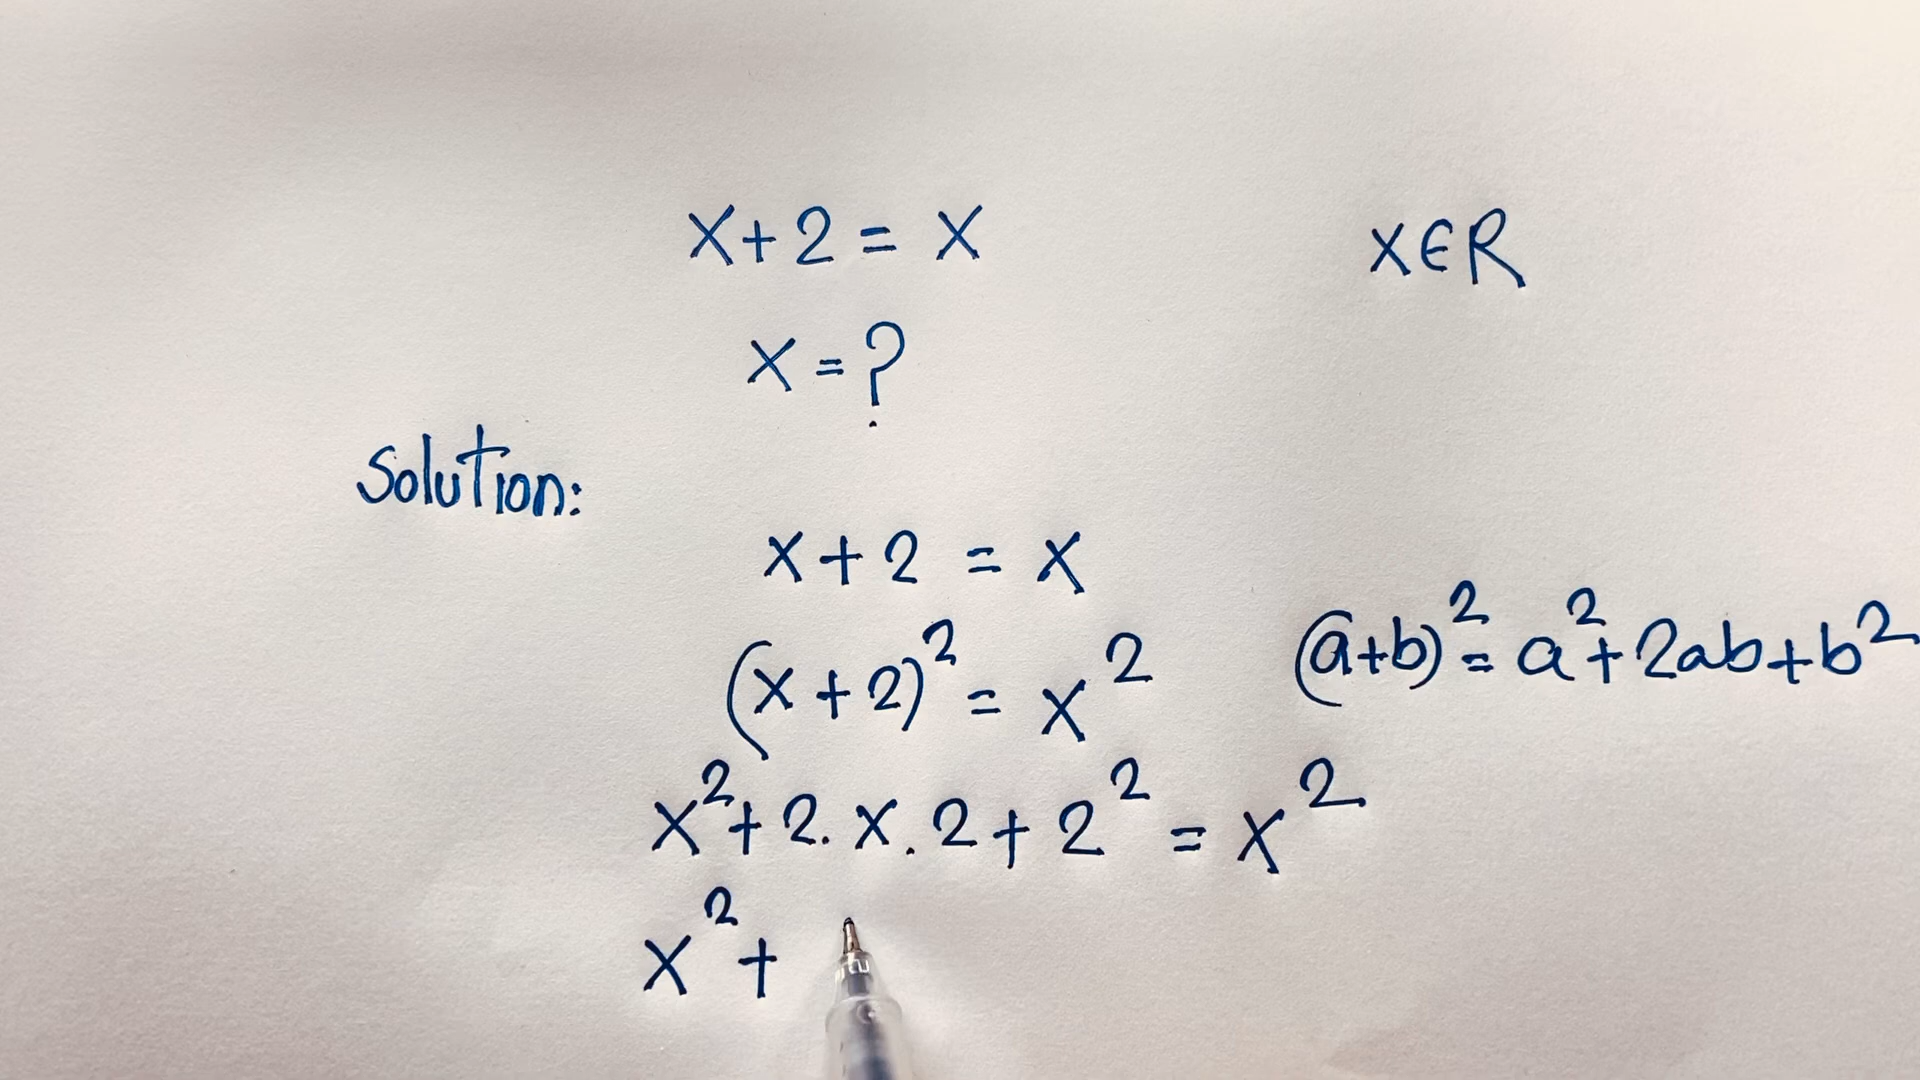 x+2 = x
x∈R
x = ?
Solution:
x + 2 = x
(x + 2)² = x²
(a+b)² = a² + 2ab + b²
x² + 2. x . 2 + 2² = x²
x² +